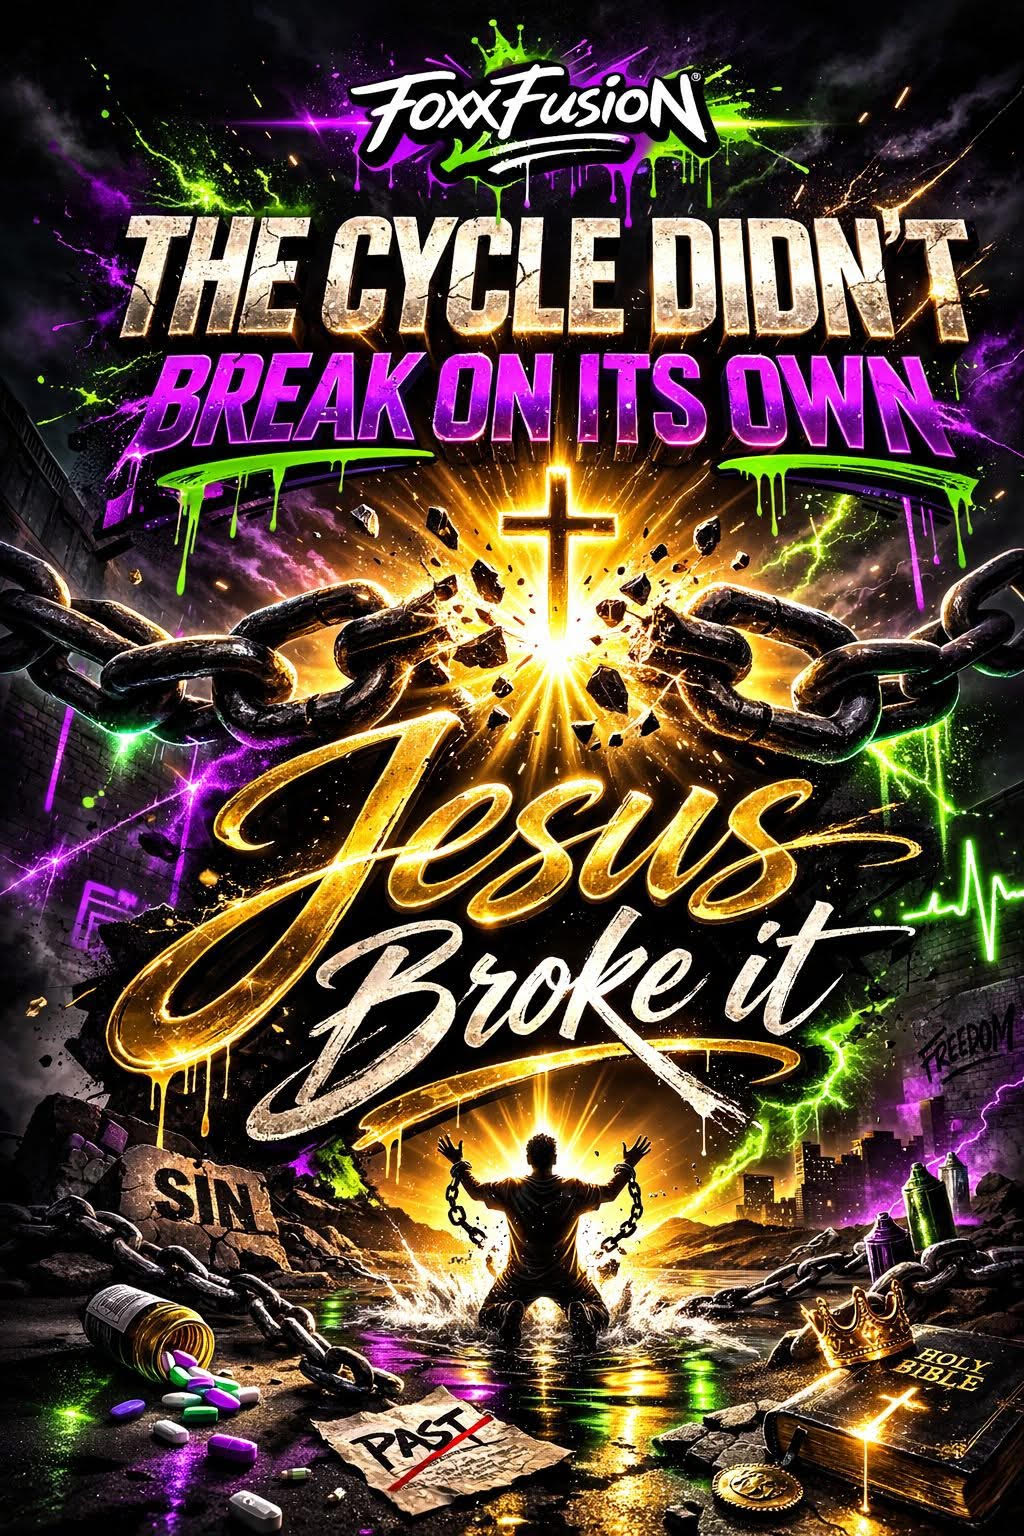 FoxxFusioN®
THE CYCLE DIDN'T
BREAK ON ITS OWN
Jesus
Broke it
FREEDOM
SIN
HOLY
BIBLE
PAST